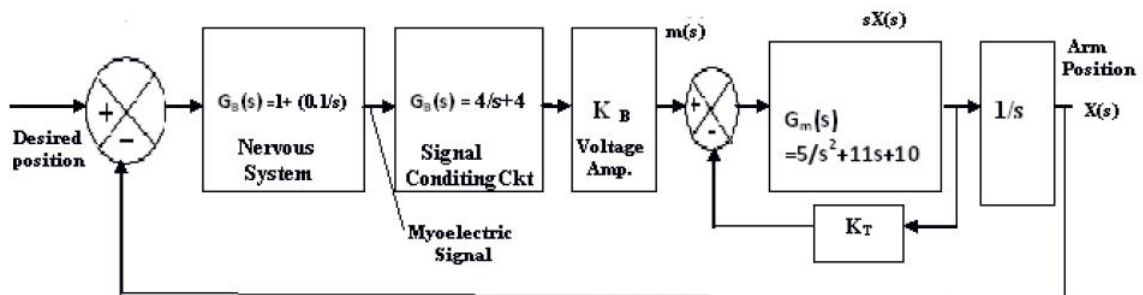 Desired
position
+
−
G_B(s) =1+ (0.1/s)
Nervous
System
Myoelectric
Signal
G_B(s) = 4/s+4
Signal
Conditing Ckt
K B
Voltage
Amp.
m(s)
+
-
sX(s)
G_m(s)
=5/s²+11s+10
K_T
1/s
Arm
Position
X(s)